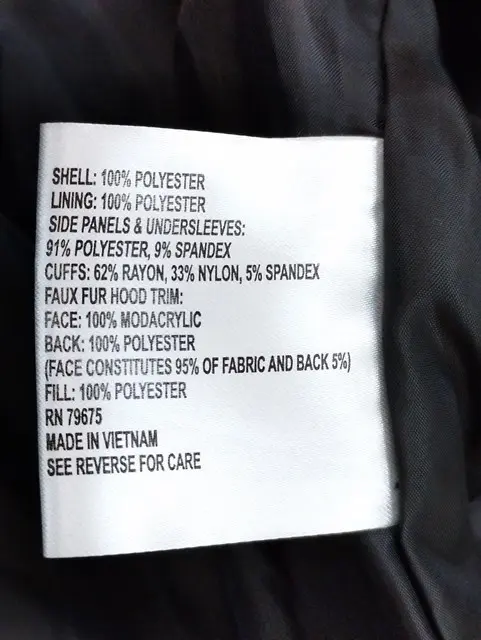 SHELL: 100% POLYESTER
LINING: 100% POLYESTER
SIDE PANELS & UNDERSLEEVES:
91% POLYESTER, 9% SPANDEX
CUFFS: 62% RAYON, 33% NYLON, 5% SPANDEX
FAUX FUR HOOD TRIM:
FACE: 100% MODACRYLIC
BACK: 100% POLYESTER
(FACE CONSTITUTES 95% OF FABRIC AND BACK 5%)
FILL: 100% POLYESTER
RN 79675
MADE IN VIETNAM
SEE REVERSE FOR CARE